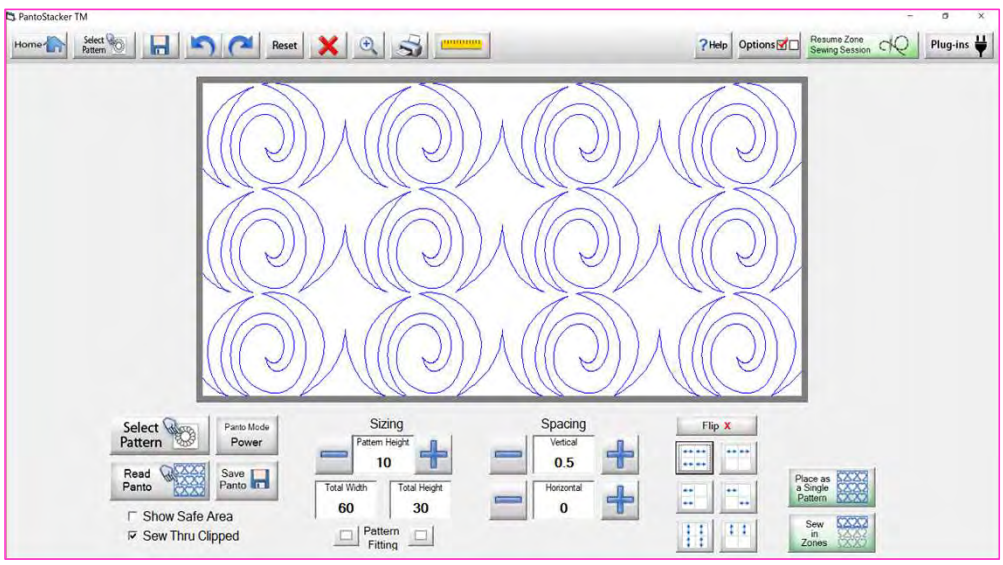 PantoStacker TM
Home
Select
Pattern
Reset
?Help
Options
Resume Zone
Sewing Session
Plug-ins
Select
Pattern
Panto Mode
Power
Read
Panto
Save
Panto
Show Safe Area
Sew Thru Clipped
Sizing
Pattern Height
10
Total Width
60
Total Height
30
Pattern
Fitting
Spacing
Vertical
0.5
Horizontal
0
Flip X
Place as
a Single
Pattern
Sew
in
Zones